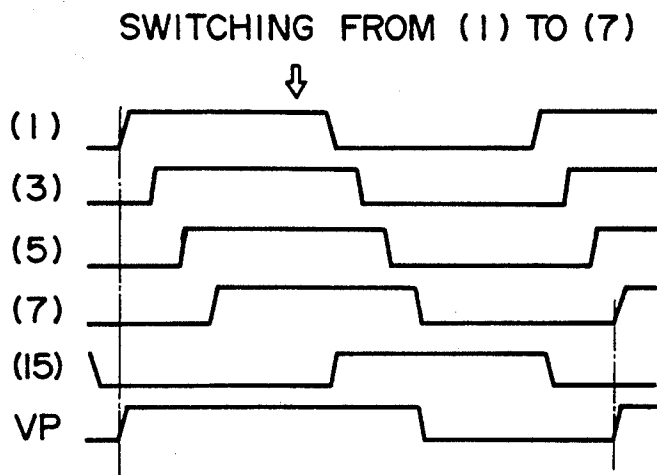 SWITCHING FROM (1) TO (7)
(1)
(3)
(5)
(7)
(15)
VP